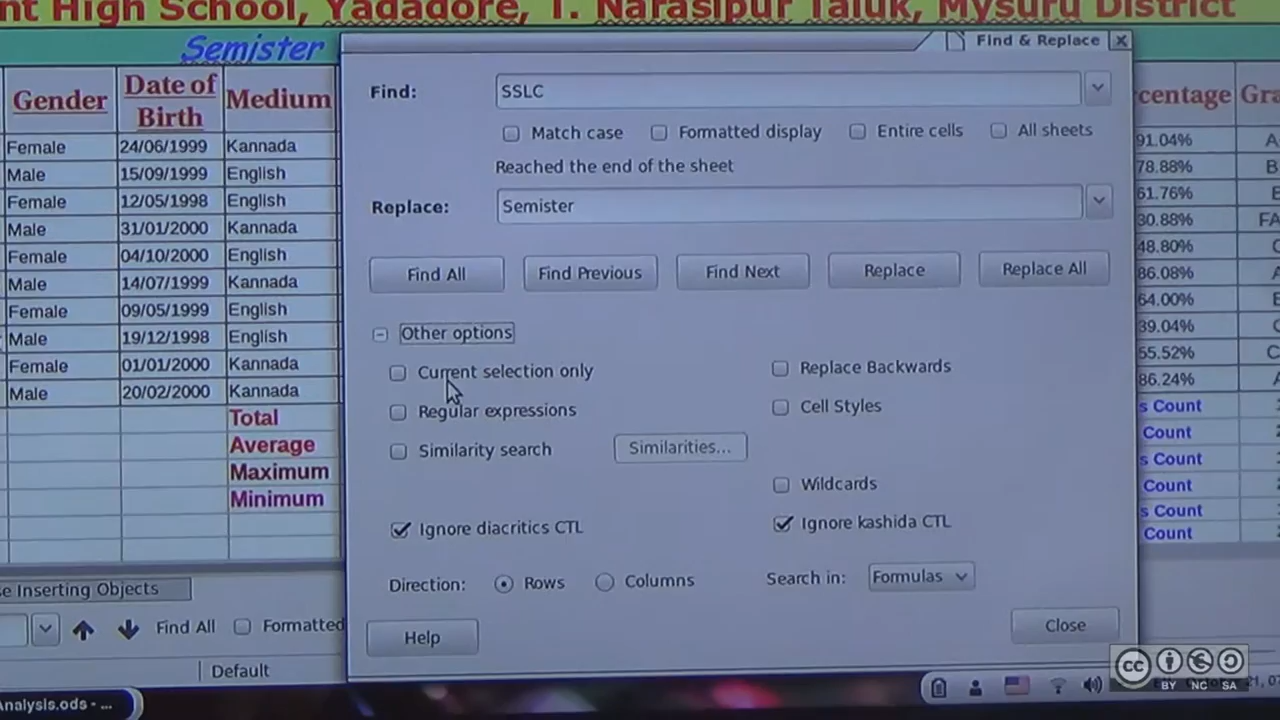 nt High School, Yadadore, T. Narasipur Taluk, Mysuru District
Semister
Find & Replace
Gender
Date of Birth
Medium
centage
Gra
Female 24/06/1999 Kannada 91.04% A
Male 15/09/1999 English 78.88% B
Female 12/05/1998 English 61.76%
Male 31/01/2000 Kannada 30.88% FA
Female 04/10/2000 English 48.80%
Male 14/07/1999 Kannada 86.08%
Female 09/05/1999 English 64.00%
Male 19/12/1998 English 39.04%
Female 01/01/2000 Kannada 55.52%
Male 20/02/2000 Kannada 86.24%
Total s Count
Average Count
Maximum s Count
Minimum Count
s Count
Count
Find: SSLC
Match case Formatted display Entire cells All sheets
Reached the end of the sheet
Replace: Semister
Find All Find Previous Find Next Replace Replace All
Other options
Current selection only Replace Backwards
Regular expressions Cell Styles
Similarity search Similarities...
Wildcards
Ignore diacritics CTL Ignore kashida CTL
Direction: Rows Columns Search in: Formulas
Help Close
e Inserting Objects
Find All Formatted
Default
Analysis.ods - ...
cc BY NC SA